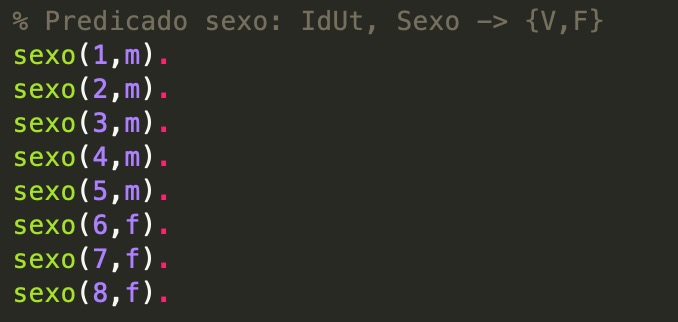 % Predicado sexo: IdUt, Sexo -> {V,F}
sexo(1,m).
sexo(2,m).
sexo(3,m).
sexo(4,m).
sexo(5,m).
sexo(6,f).
sexo(7,f).
sexo(8,f).